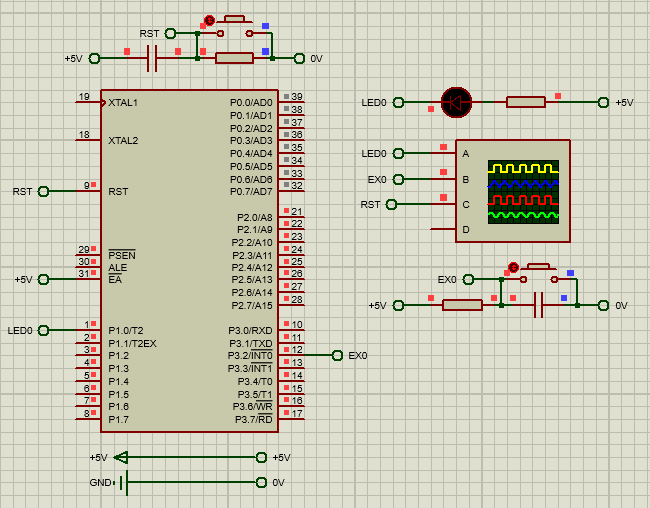 RST
+5V 0V
19 XTAL1 P0.0/AD0 39
P0.1/AD1 38
P0.2/AD2 37
18 XTAL2 P0.3/AD3 36
P0.4/AD4 35
P0.5/AD5 34
P0.6/AD6 33
RST 9 RST P0.7/AD7 32
P2.0/A8 21
P2.1/A9 22
P2.2/A10 23
29 PSEN P2.3/A11 24
30 ALE P2.4/A12 25
+5V 31 EA P2.5/A13 26
P2.6/A14 27
P2.7/A15 28
LED0 1 P1.0/T2 P3.0/RXD 10
2 P1.1/T2EX P3.1/TXD 11
3 P1.2 P3.2/INT0 12 EX0
4 P1.3 P3.3/INT1 13
5 P1.4 P3.4/T0 14
6 P1.5 P3.5/T1 15
7 P1.6 P3.6/WR 16
8 P1.7 P3.7/RD 17
+5V +5V
GND 0V
LED0 +5V
LED0 A
EX0 B
RST C
D
EX0
+5V 0V